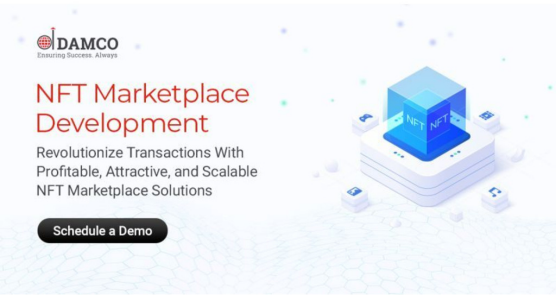 DAMCO
Ensuring Success. Always
NFT Marketplace
Development
Revolutionize Transactions With
Profitable, Attractive, and Scalable
NFT Marketplace Solutions
Schedule a Demo
NFT NFT